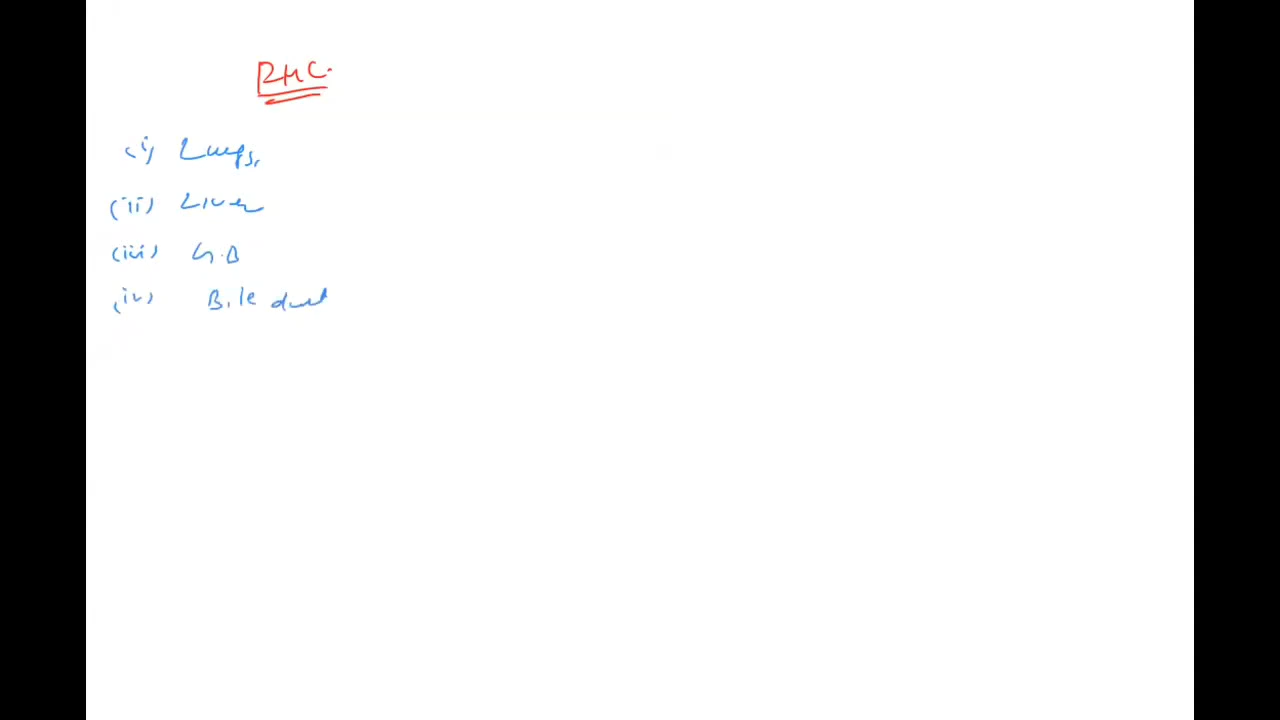 RHC.
(i) Lungs,
(ii) Liver
(iii) G.B
(iv) Bile duct